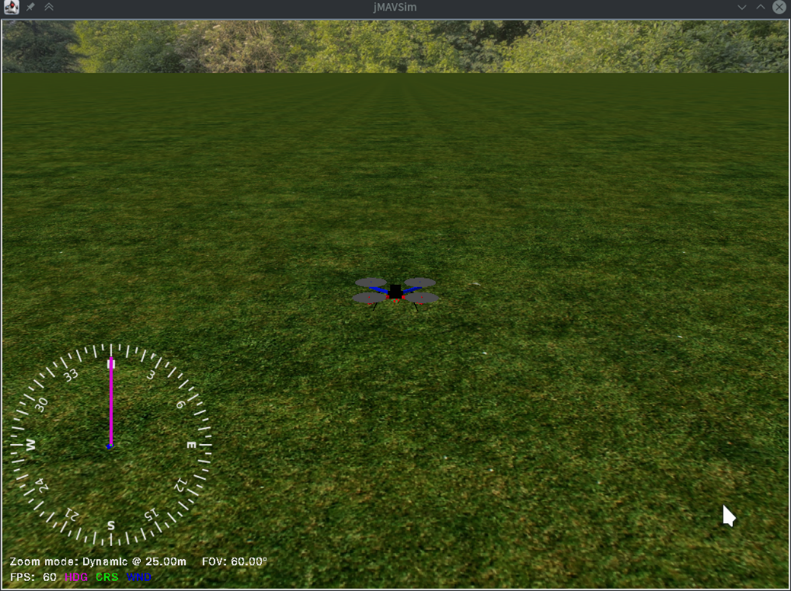 jMAVSim
33
3
30
6
W
E
24
12
21
15
S
Zoom mode: Dynamic @ 25.00m FOV: 60.00°
FPS: 60 HDG CRS WND